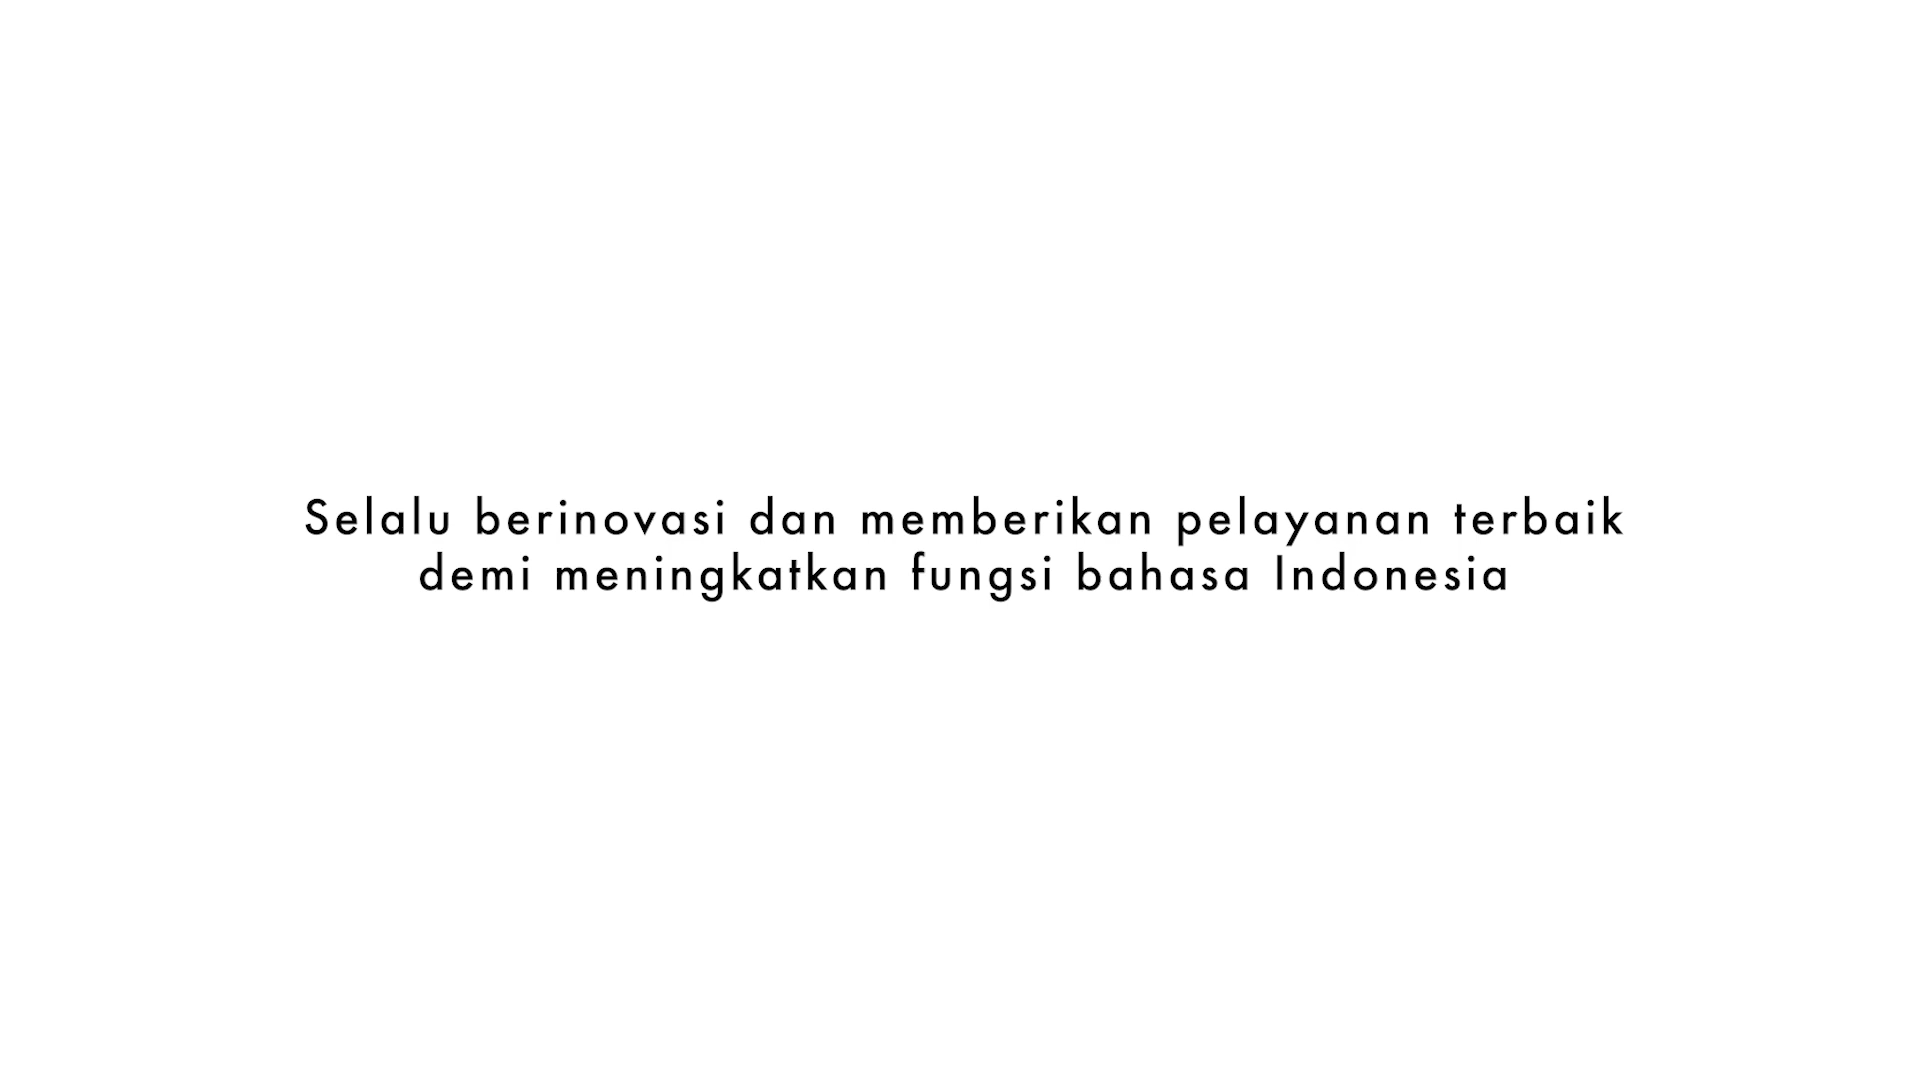 Selalu berinovasi dan memberikan pelayanan terbaik
demi meningkatkan fungsi bahasa Indonesia